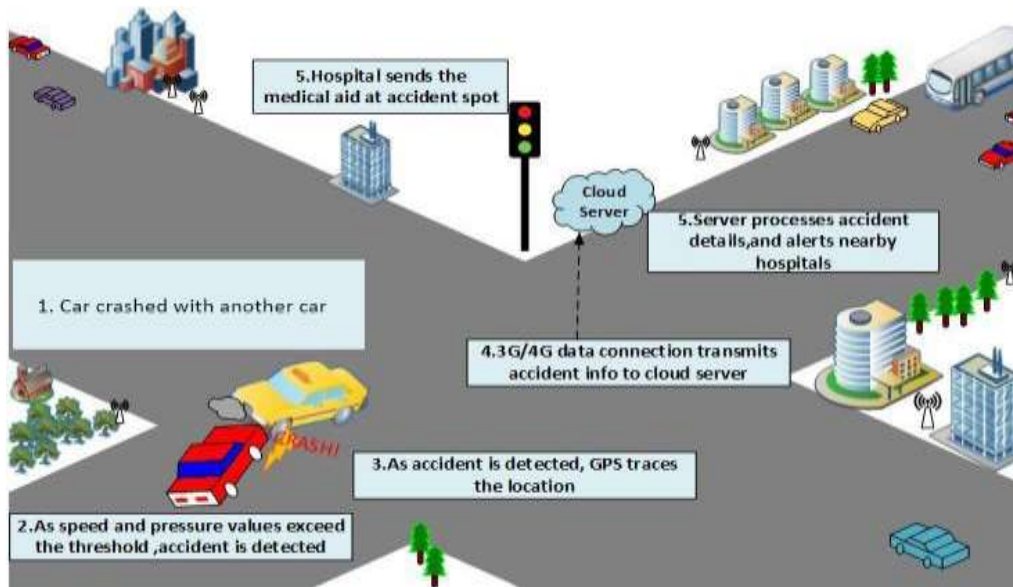 5.Hospital sends the
medical aid at accident spot
Cloud
Server
5.Server processes accident
details,and alerts nearby
hospitals
1. Car crashed with another car
4.3G/4G data connection transmits
accident info to cloud server
CRASH!
3.As accident is detected, GPS traces
the location
2.As speed and pressure values exceed
the threshold ,accident is detected